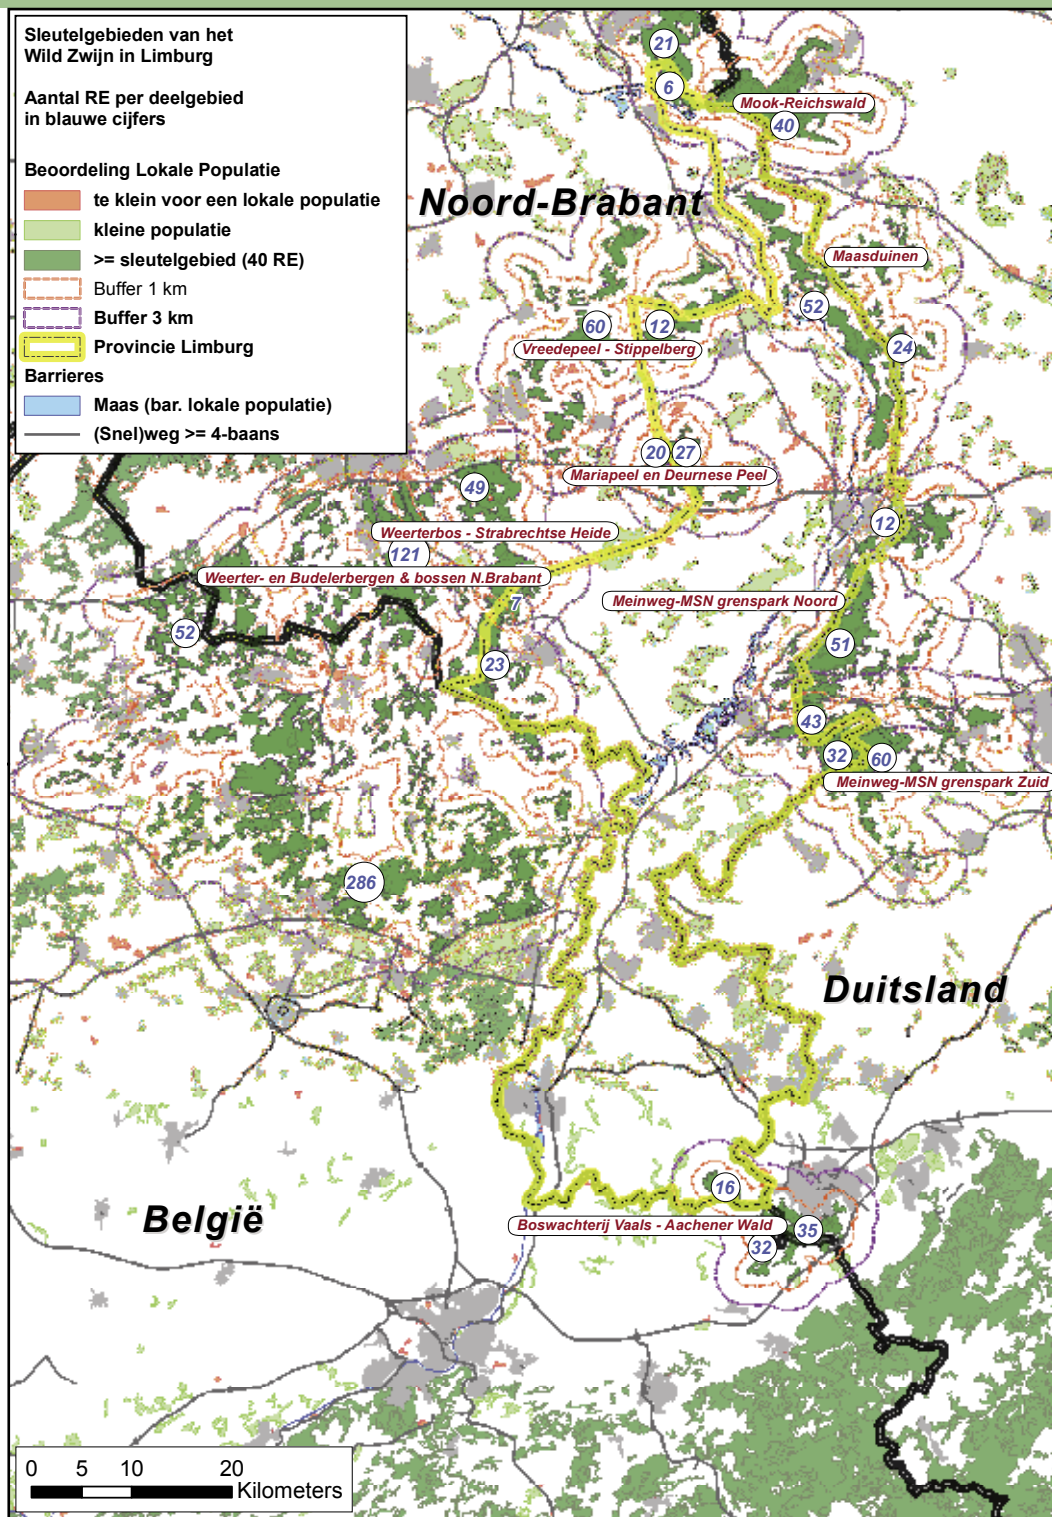 Sleutelgebieden van het
Wild Zwijn in Limburg
Aantal RE per deelgebied
in blauwe cijfers
Beoordeling Lokale Populatie
te klein voor een lokale populatie
kleine populatie
>= sleutelgebied (40 RE)
Buffer 1 km
Buffer 3 km
Provincie Limburg
Barrieres
Maas (bar. lokale populatie)
(Snel)weg >= 4-baans
21
6
Mook-Reichswald
40
Noord-Brabant
Maasduinen
52
60
12
24
Vreedepeel - Stippelberg
20
27
Mariapeel en Deurnese Peel
49
12
Weerterbos - Strabrechtse Heide
121
Weerter- en Budelerbergen & bossen N.Brabant
7
Meinweg-MSN grenspark Noord
52
51
23
43
32
60
Meinweg-MSN grenspark Zuid
286
Duitsland
16
België
Boswachterij Vaals - Aachener Wald
35
32
0 5 10 20
Kilometers